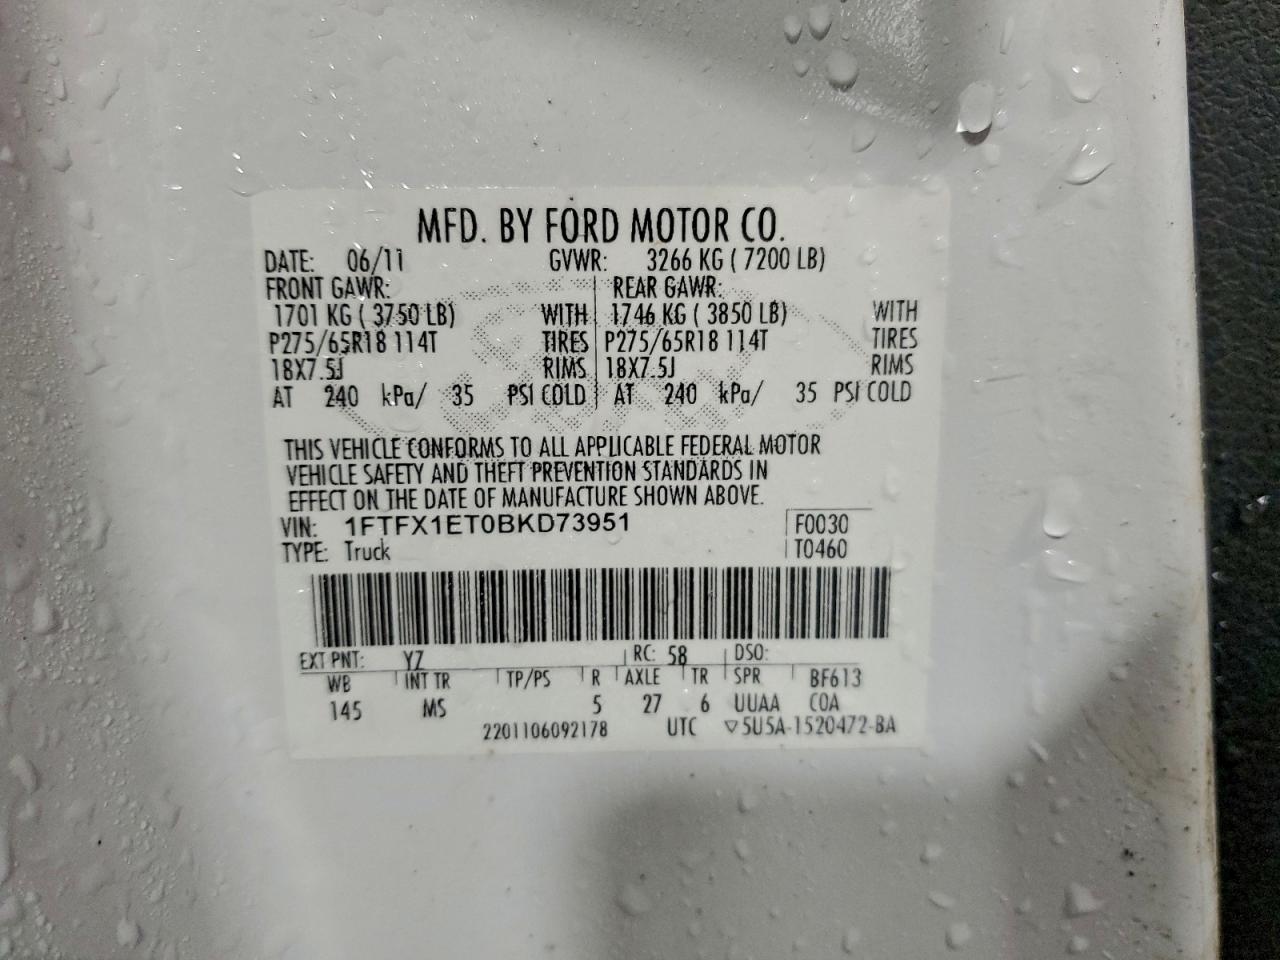 MFD. BY FORD MOTOR CO.
DATE: 06/11 GVWR: 3266 KG ( 7200 LB)
FRONT GAWR: REAR GAWR:
1701 KG ( 3750 LB) WITH 1746 KG ( 3850 LB) WITH
P275/65R18 114T TIRES P275/65R18 114T TIRES
18X7.5J RIMS 18X7.5J RIMS
AT 240 kPa/ 35 PSI COLD AT 240 kPa/ 35 PSI COLD
THIS VEHICLE CONFORMS TO ALL APPLICABLE FEDERAL MOTOR
VEHICLE SAFETY AND THEFT PREVENTION STANDARDS IN
EFFECT ON THE DATE OF MANUFACTURE SHOWN ABOVE.
VIN: 1FTFX1ET0BKD73951 F0030
TYPE: Truck T0460
EXT PNT: YZ RC: 58 DSO:
WB INT TR TP/PS R AXLE TR SPR BF613
145 MS 5 27 6 UUAA COA
2201106092178 UTC ▽5U5A-1520472-BA